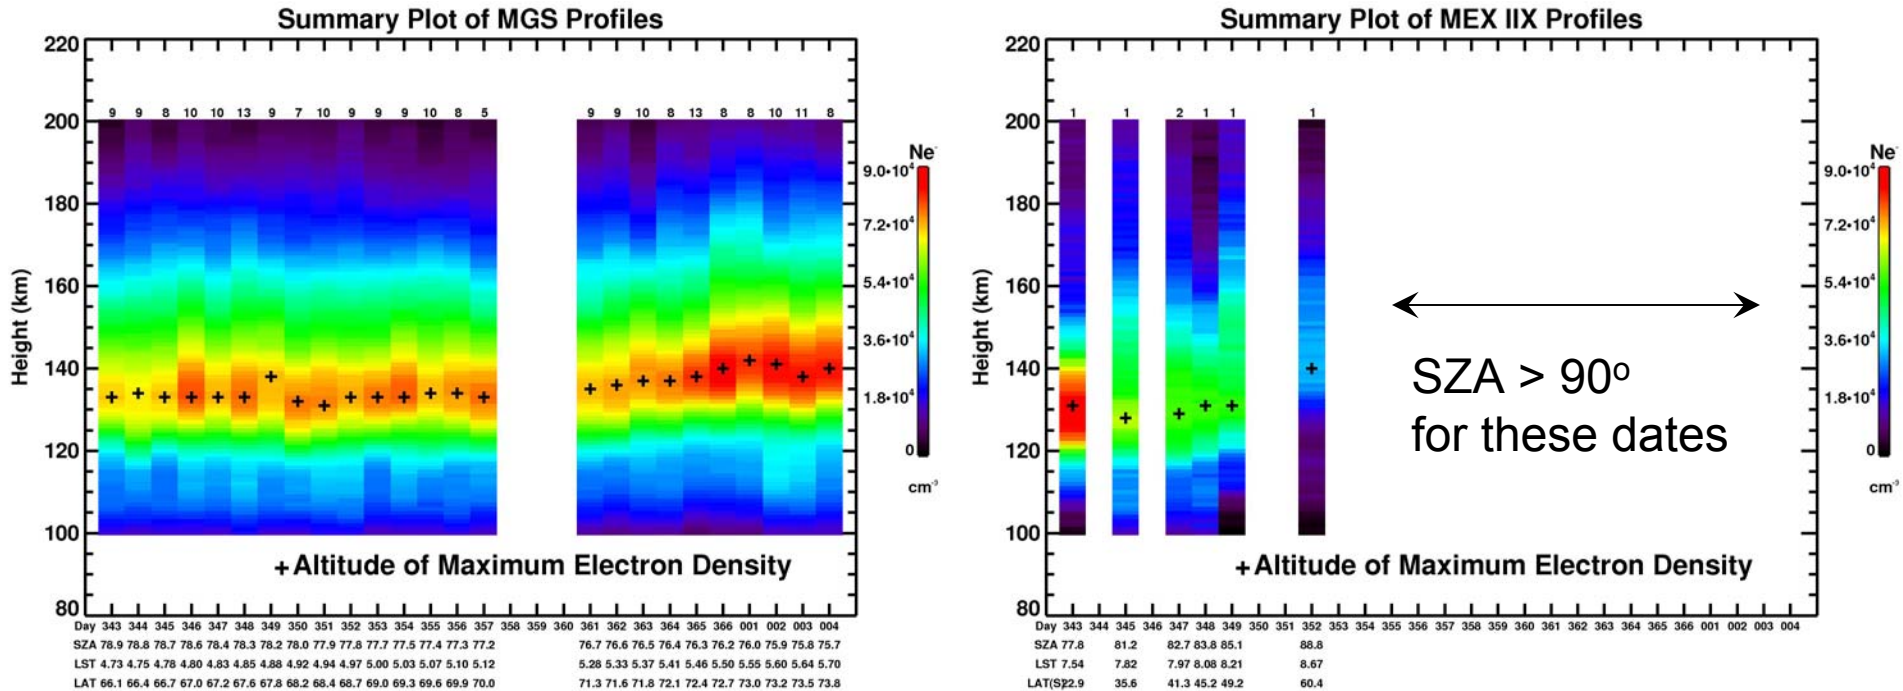 Summary Plot of MGS Profiles
220
200
180
160
140
120
100
80
Height (km)
9 9 8 10 10 13 9 7 10 9 9 9 10 8 5 9 9 10 8 13 8 8 10 11 8
+Altitude of Maximum Electron Density
Day 343 344 345 346 347 348 349 350 351 352 353 354 355 356 357 358 359 360 361 362 363 364 365 366 001 002 003 004
SZA 78.9 78.8 78.7 78.6 78.4 78.3 78.2 78.0 77.9 77.8 77.7 77.5 77.4 77.3 77.2 76.7 76.6 76.5 76.4 76.3 76.2 76.0 75.9 75.8 75.7
LST 4.73 4.75 4.78 4.80 4.83 4.85 4.88 4.92 4.94 4.97 5.00 5.03 5.07 5.10 5.12 5.28 5.33 5.37 5.41 5.46 5.50 5.55 5.60 5.64 5.70
LAT 66.1 66.4 66.7 67.0 67.2 67.6 67.8 68.2 68.4 68.7 69.0 69.3 69.6 69.9 70.0 71.3 71.6 71.8 72.1 72.4 72.7 73.0 73.2 73.5 73.8
Ne⁻
9.0•10⁴
7.2•10⁴
5.4•10⁴
3.6•10⁴
1.8•10⁴
0
cm⁻³
Summary Plot of MEX IIX Profiles
220
200
180
160
140
120
100
80
Height (km)
1 1 2 1 1 1
SZA > 90º
for these dates
+Altitude of Maximum Electron Density
Day 343 344 345 346 347 348 349 350 351 352 353 354 355 356 357 358 359 360 361 362 363 364 365 366 001 002 003 004
SZA 77.8 81.2 82.7 83.8 85.1 88.8
LST 7.54 7.82 7.97 8.08 8.21 8.67
LAT(S) 22.9 35.6 41.3 45.2 49.2 60.4
Ne⁻
9.0•10⁴
7.2•10⁴
5.4•10⁴
3.6•10⁴
1.8•10⁴
0
cm⁻³